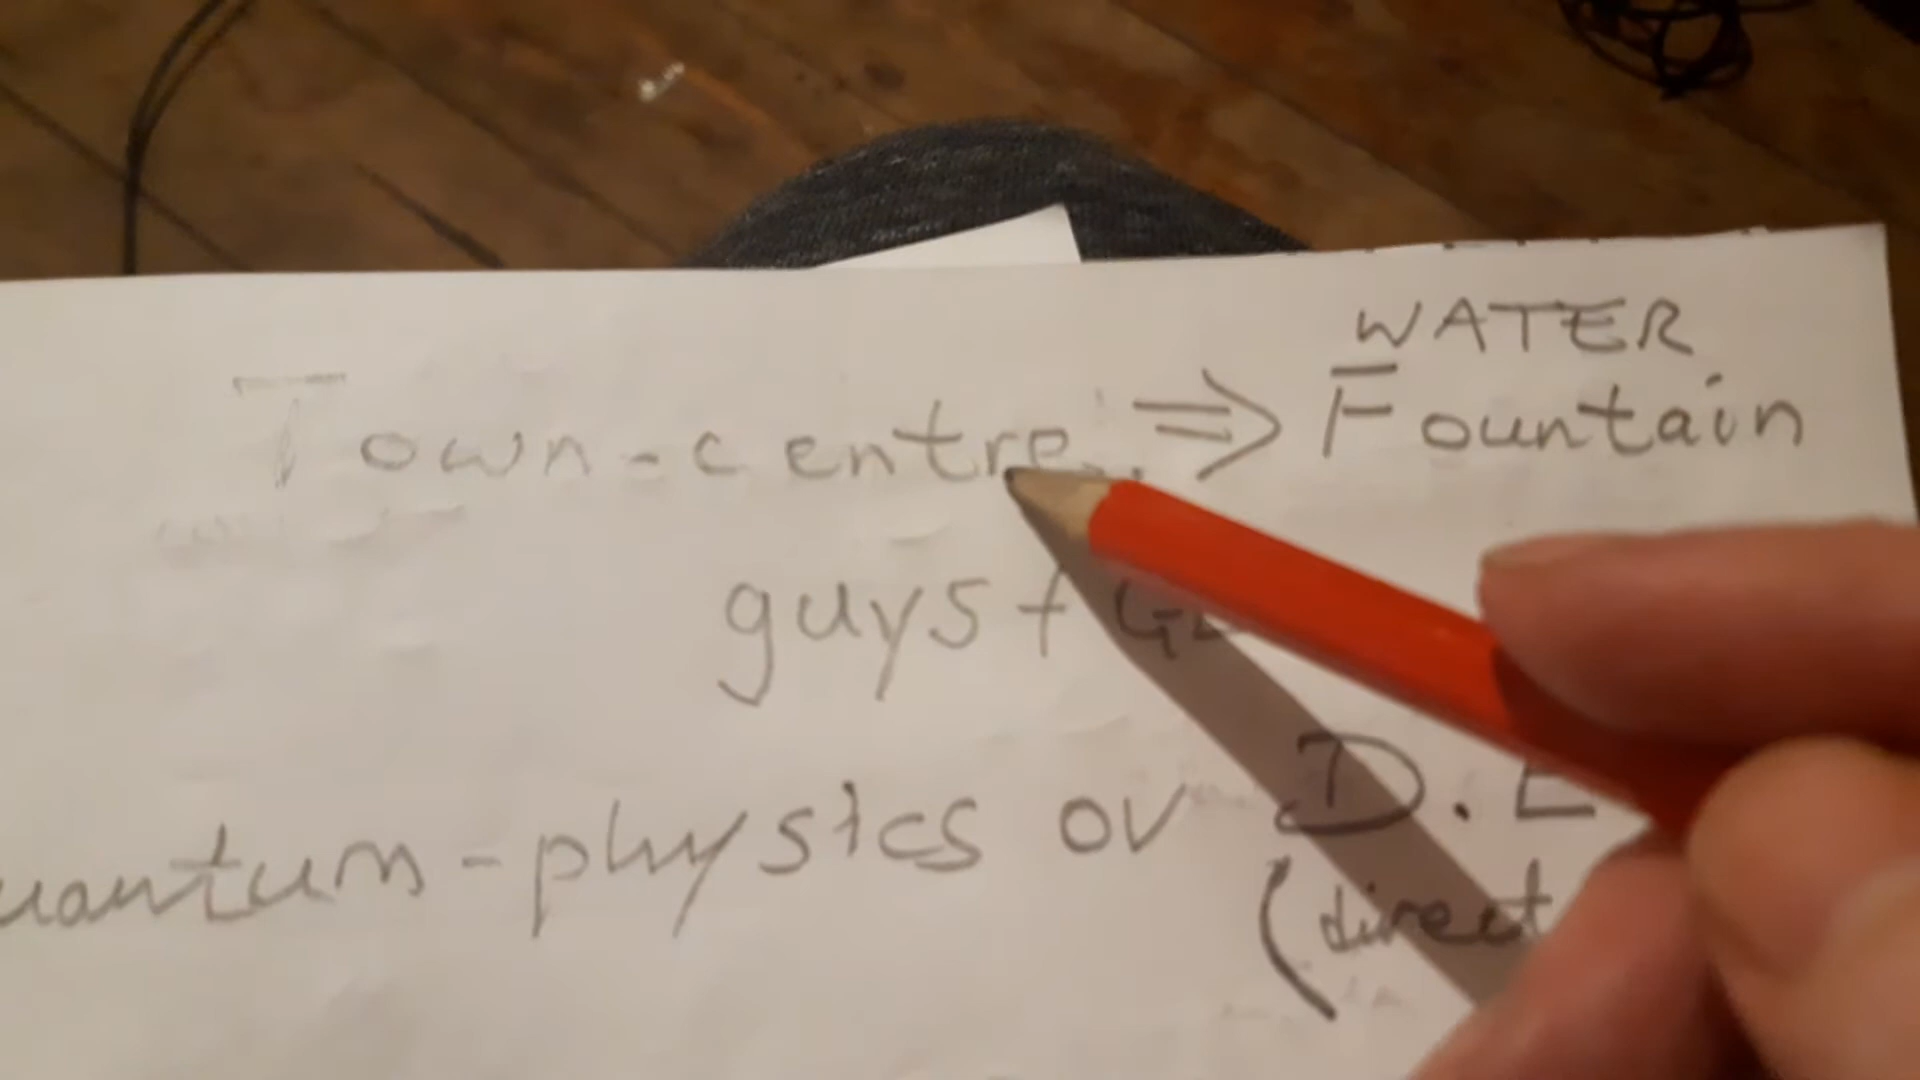 WATER
Town-centre: ⇒ Fountain
guys + G
uantum-physics ov D.E
(direct